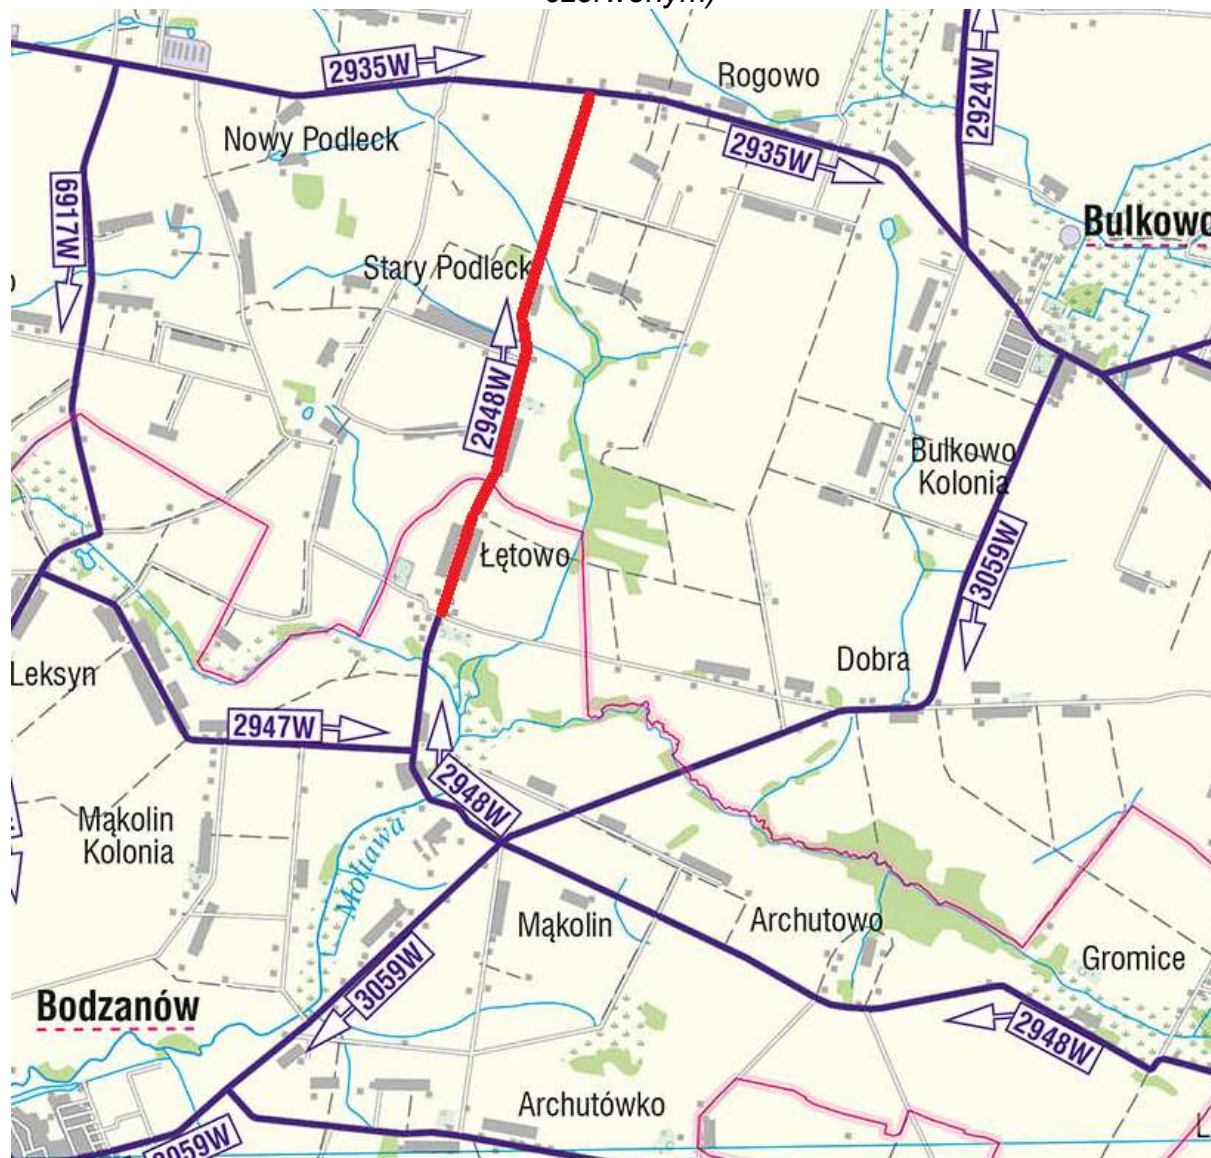 czerwonym)
2935W
Rogowo
2924W
Nowy Podleck
2935W
6917W
Bulkowo
Stary Podleck
2948W
Bulkowo
Kolonia
Łętowo
3059W
Dobra
Leksyn
2947W
2948W
Mąkolin
Kolonia
Mołtawa
Mąkolin
Archutowo
Gromice
3059W
Bodzanów
2948W
Archutówko
L
3059W